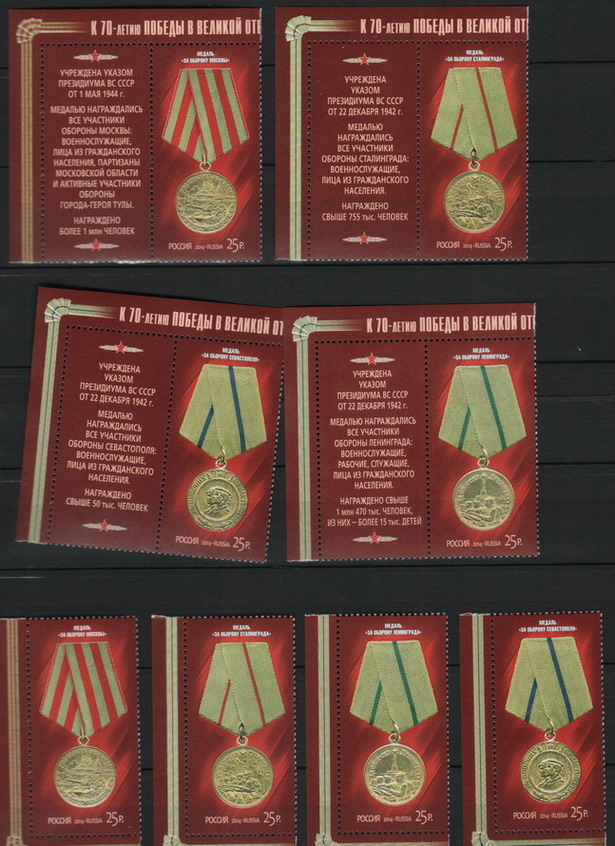 К 70-ЛЕТИЮ ПОБЕДЫ В ВЕЛИКОЙ
УЧРЕЖДЕНА УКАЗОМ
ПРЕЗИДИУМА ВС СССР
ОТ 1 МАЯ 1944 г.
МЕДАЛЬЮ НАГРАЖДАЛИСЬ
ВСЕ УЧАСТНИКИ
ОБОРОНЫ МОСКВЫ:
ВОЕННОСЛУЖАЩИЕ,
ЛИЦА ИЗ ГРАЖДАНСКОГО
НАСЕЛЕНИЯ, ПАРТИЗАНЫ
МОСКОВСКОЙ ОБЛАСТИ
И АКТИВНЫЕ УЧАСТНИКИ
ОБОРОНЫ
ГОРОДА-ГЕРОЯ ТУЛЫ.
НАГРАЖДЕНО
БОЛЕЕ 1 МЛН ЧЕЛОВЕК
МЕДАЛЬ
«ЗА ОБОРОНУ МОСКВЫ»
РОССИЯ 2014 • RUSSIA 25 Р.
К 70-ЛЕТИЮ ПОБЕДЫ В ВЕЛИКОЙ ОТ
УЧРЕЖДЕНА
УКАЗОМ
ПРЕЗИДИУМА ВС СССР
ОТ 22 ДЕКАБРЯ 1942 г.
МЕДАЛЬЮ
НАГРАЖДАЛИСЬ
ВСЕ УЧАСТНИКИ
ОБОРОНЫ СТАЛИНГРАДА:
ВОЕННОСЛУЖАЩИЕ,
ЛИЦА ИЗ ГРАЖДАНСКОГО
НАСЕЛЕНИЯ.
НАГРАЖДЕНО
СВЫШЕ 755 ТЫС. ЧЕЛОВЕК
МЕДАЛЬ
«ЗА ОБОРОНУ СТАЛИНГРАДА»
РОССИЯ 2014 • RUSSIA 25 Р.
К 70-ЛЕТИЮ ПОБЕДЫ В ВЕЛИКОЙ ОТ
УЧРЕЖДЕНА
УКАЗОМ
ПРЕЗИДИУМА ВС СССР
ОТ 22 ДЕКАБРЯ 1942 г.
МЕДАЛЬЮ
НАГРАЖДАЛИСЬ
ВСЕ УЧАСТНИКИ
ОБОРОНЫ СЕВАСТОПОЛЯ:
ВОЕННОСЛУЖАЩИЕ,
ЛИЦА ИЗ ГРАЖДАНСКОГО
НАСЕЛЕНИЯ.
НАГРАЖДЕНО
СВЫШЕ 50 ТЫС. ЧЕЛОВЕК
МЕДАЛЬ
«ЗА ОБОРОНУ СЕВАСТОПОЛЯ»
РОССИЯ 2014 • RUSSIA 25 Р.
К 70-ЛЕТИЮ ПОБЕДЫ В ВЕЛИКОЙ ОТ
УЧРЕЖДЕНА
УКАЗОМ
ПРЕЗИДИУМА ВС СССР
ОТ 22 ДЕКАБРЯ 1942 г.
МЕДАЛЬЮ НАГРАЖДАЛИСЬ
ВСЕ УЧАСТНИКИ
ОБОРОНЫ ЛЕНИНГРАДА:
ВОЕННОСЛУЖАЩИЕ,
РАБОЧИЕ, СЛУЖАЩИЕ,
ЛИЦА ИЗ ГРАЖДАНСКОГО
НАСЕЛЕНИЯ.
НАГРАЖДЕНО СВЫШЕ
1 МЛН 470 ТЫС. ЧЕЛОВЕК,
ИЗ НИХ – БОЛЕЕ 15 ТЫС. ДЕТЕЙ
МЕДАЛЬ
«ЗА ОБОРОНУ ЛЕНИНГРАДА»
РОССИЯ 2014 • RUSSIA 25 Р.
МЕДАЛЬ
«ЗА ОБОРОНУ МОСКВЫ»
РОССИЯ 2014 • RUSSIA 25 Р.
МЕДАЛЬ
«ЗА ОБОРОНУ СТАЛИНГРАДА»
РОССИЯ 2014 • RUSSIA 25 Р.
МЕДАЛЬ
«ЗА ОБОРОНУ ЛЕНИНГРАДА»
РОССИЯ 2014 • RUSSIA 25 Р.
МЕДАЛЬ
«ЗА ОБОРОНУ СЕВАСТОПОЛЯ»
РОССИЯ 2014 • RUSSIA 25 Р.